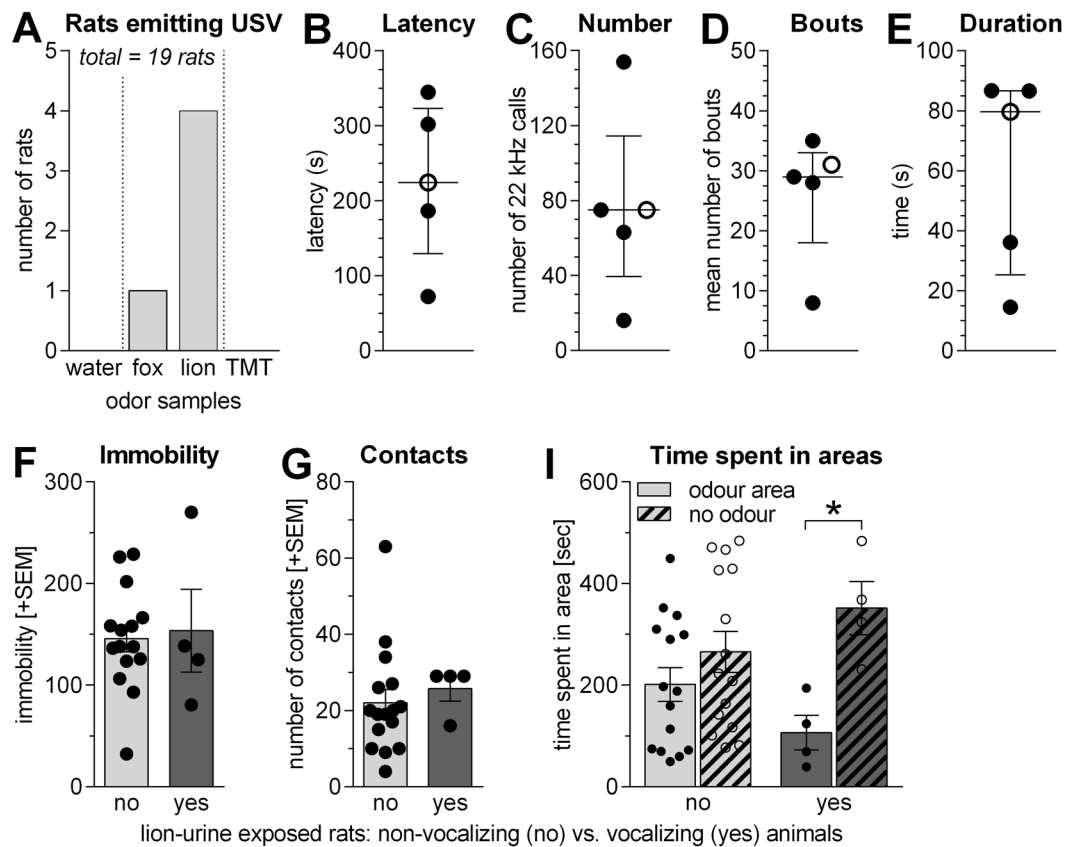 A Rats emitting USV
total = 19 rats
number of rats
5
4
3
2
1
0
water fox lion TMT
odor samples
B Latency
latency (s)
400
300
200
100
0
C Number
number of 22 kHz calls
160
120
80
40
0
D Bouts
mean number of bouts
50
40
30
20
10
0
E Duration
time (s)
100
80
60
40
20
0
F Immobility
immobility [+SEM]
300
200
100
0
no yes
G Contacts
number of contacts [+SEM]
80
60
40
20
0
no yes
I Time spent in areas
odour area
no odour
*
time spent in area [sec]
600
400
200
0
no yes
lion-urine exposed rats: non-vocalizing (no) vs. vocalizing (yes) animals